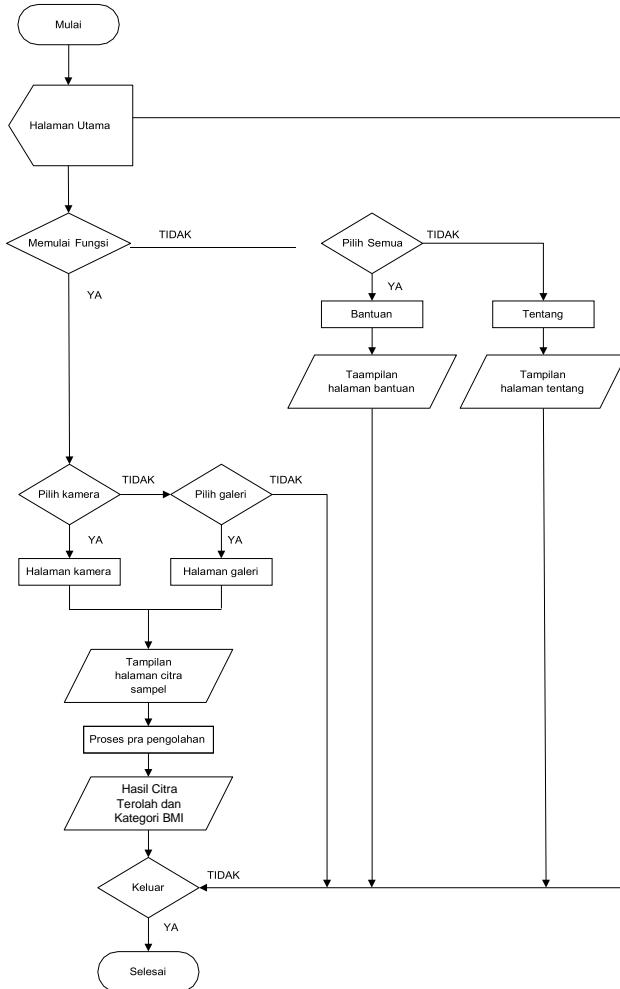 Mulai
Halaman Utama
Memulai Fungsi
TIDAK
Pilih Semua
TIDAK
YA
YA
Bantuan
Tentang
Taampilan
halaman bantuan
Tampilan
halaman tentang
Pilih kamera
TIDAK
Pilih galeri
TIDAK
YA
YA
Halaman kamera
Halaman galeri
Tampilan
halaman citra
sampel
Proses pra pengolahan
Hasil Citra
Terolah dan
Kategori BMI
Keluar
TIDAK
YA
Selesai